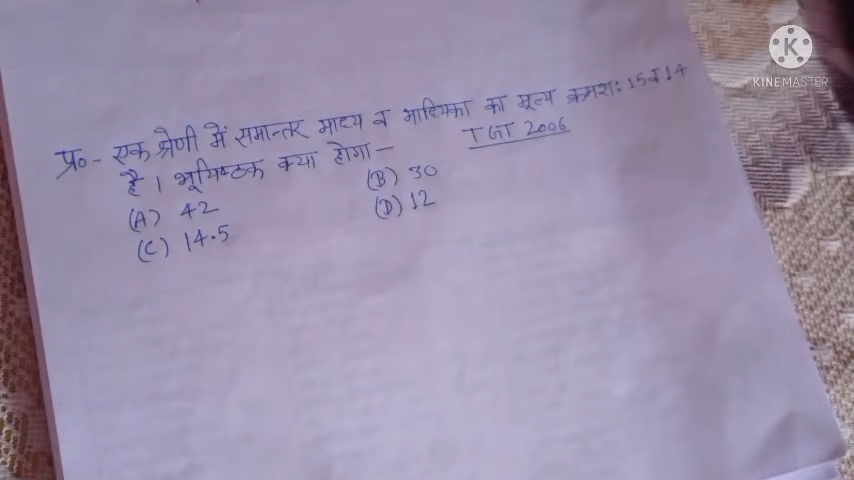 प्र०- एक श्रेणी में समान्तर माध्य व माध्यिका का मूल्य क्रमशः 15 व 14
है। भूयिष्ठक क्या होगा – TGT 2006
(A) 42 (B) 30
(C) 14.5 (D) 12
KINEMASTER